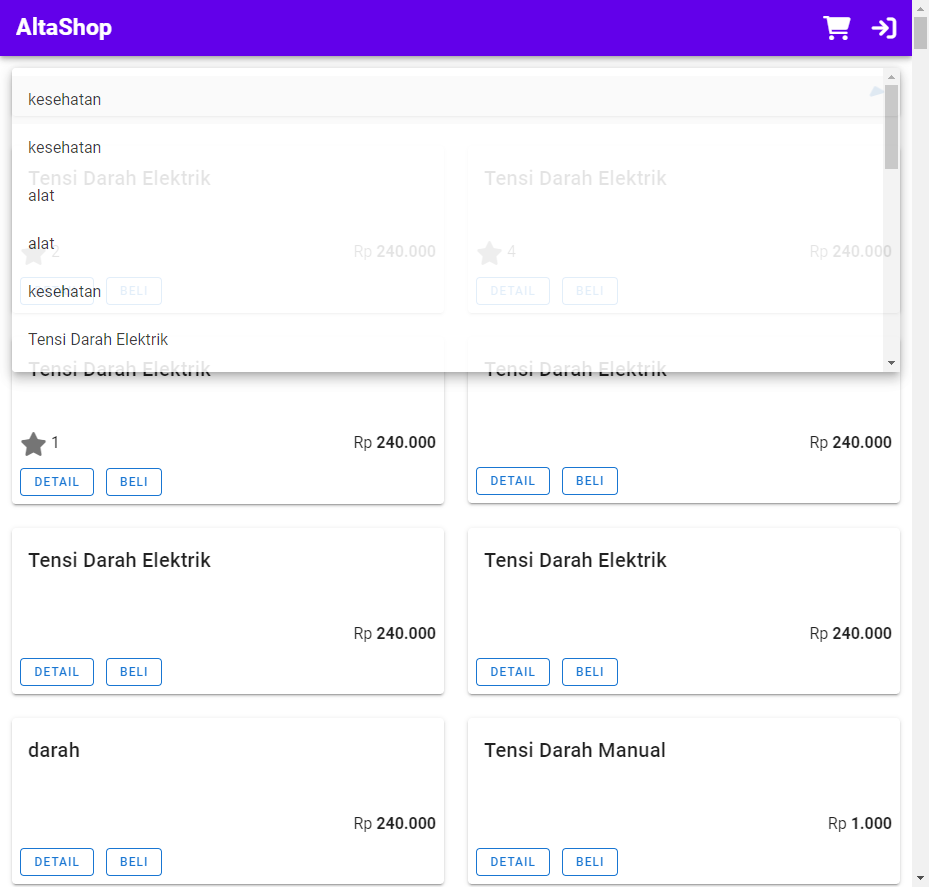 AltaShop
kesehatan
kesehatan
Tensi Darah Elektrik
Tensi Darah Elektrik
alat
alat
2
Rp 240.000
4
Rp 240.000
kesehatan
BELI
DETAIL
BELI
Tensi Darah Elektrik
Tensi Darah Elektrik
Tensi Darah Elektrik
1
Rp 240.000
Rp 240.000
DETAIL
BELI
DETAIL
BELI
Tensi Darah Elektrik
Tensi Darah Elektrik
Rp 240.000
Rp 240.000
DETAIL
BELI
DETAIL
BELI
darah
Tensi Darah Manual
Rp 240.000
Rp 1.000
DETAIL
BELI
DETAIL
BELI